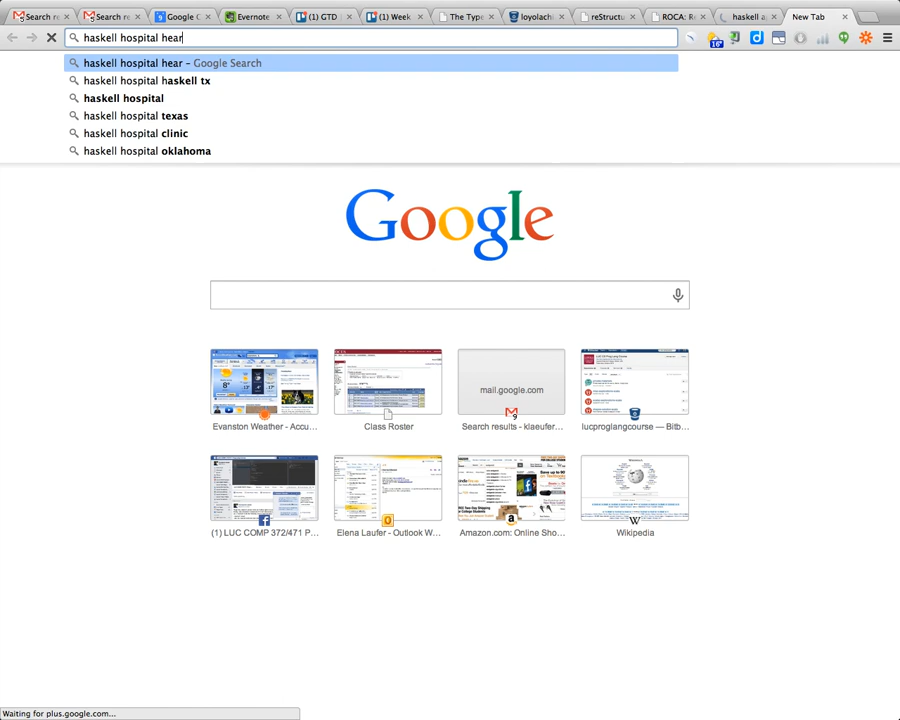 Search re
Search re
Google C
Evernote
(1) GTD
(1) Week
The Type
loyolach
reStructu
ROCA: Re
haskell a
New Tab
haskell hospital hear
16°
haskell hospital hear – Google Search
haskell hospital haskell tx
haskell hospital
haskell hospital texas
haskell hospital clinic
haskell hospital oklahoma
Google
mail.google.com
Evanston Weather - Accu...
Class Roster
Search results - klaeufer...
lucproglangcourse — Bitb...
(1) LUC COMP 372/471 P...
Elena Laufer - Outlook W...
Amazon.com: Online Sho...
Wikipedia
Waiting for plus.google.com...